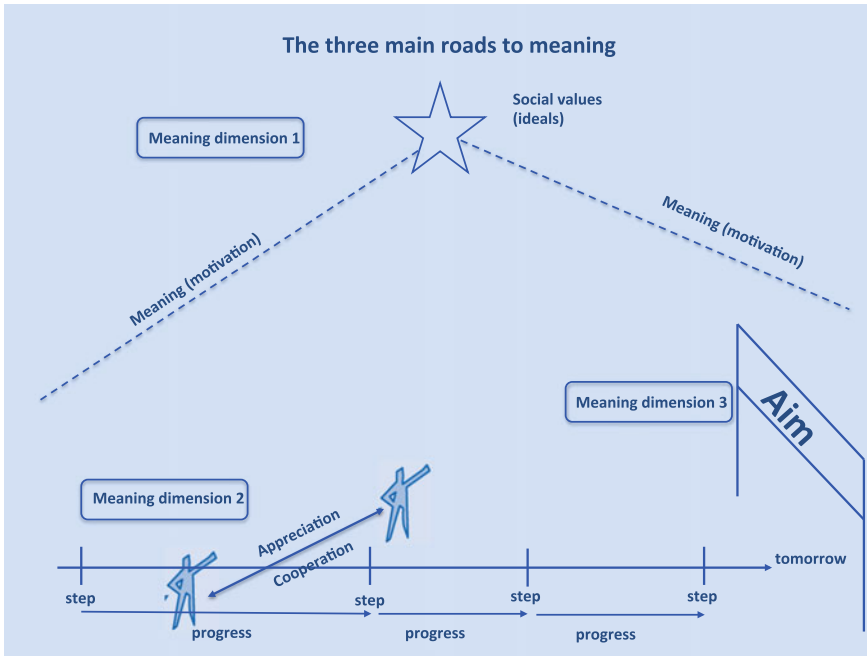 The three main roads to meaning
Social values
(ideals)
Meaning dimension 1
Meaning (motivation)
Meaning (motivation)
Meaning dimension 3
Aim
Meaning dimension 2
Appreciation
Cooperation
tomorrow
step
step
step
step
progress
progress
progress